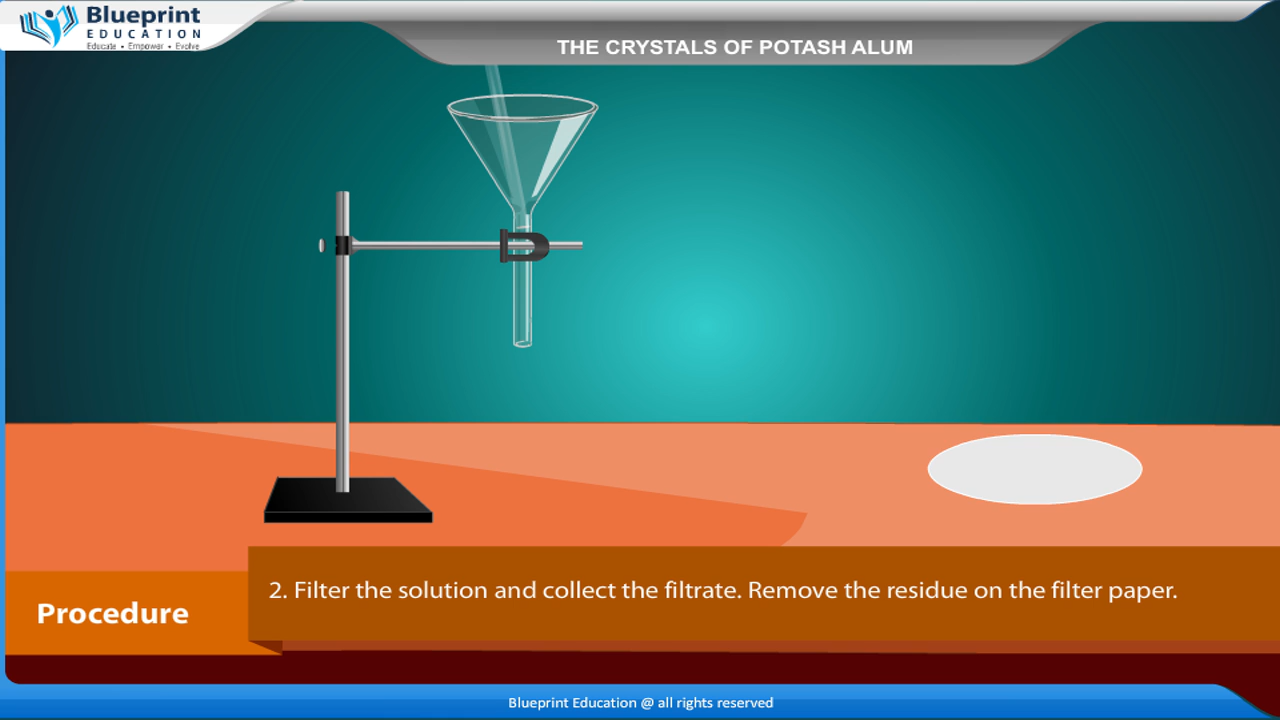 Blueprint
EDUCATION
Educate • Empower • Evolve
THE CRYSTALS OF POTASH ALUM
2. Filter the solution and collect the filtrate. Remove the residue on the filter paper.
Procedure
Blueprint Education @ all rights reserved